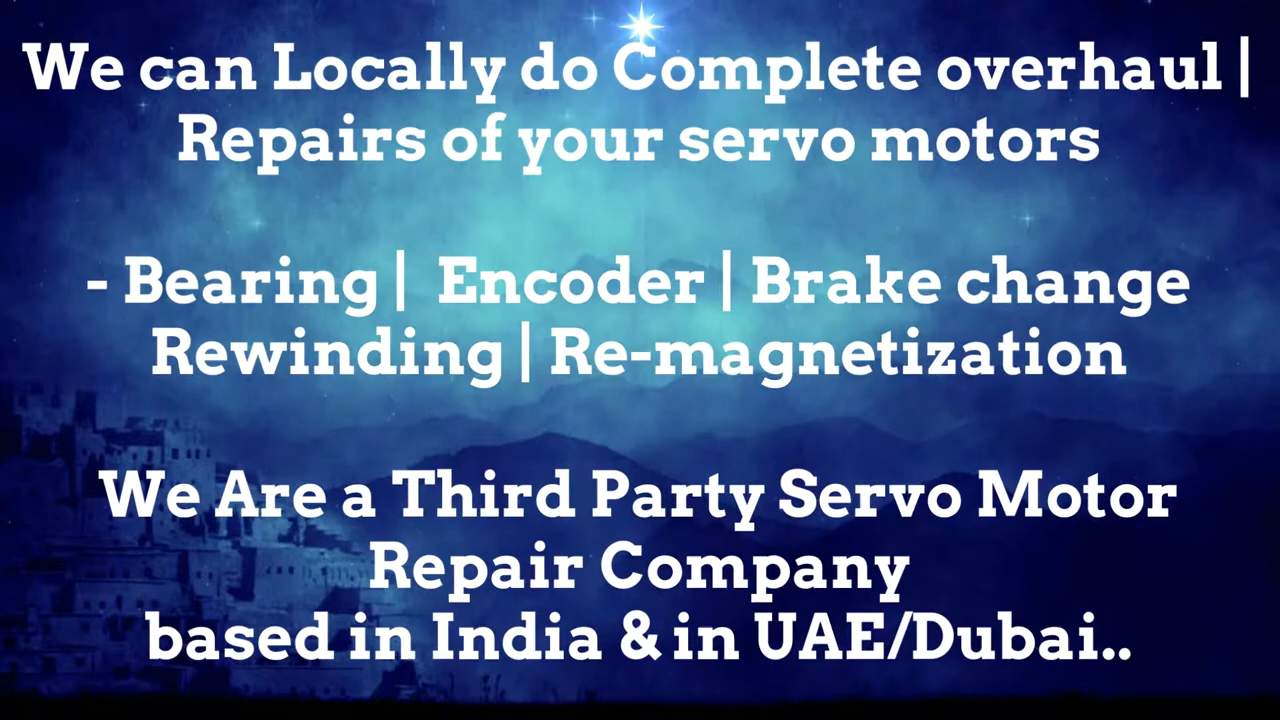 We can Locally do Complete overhaul |
Repairs of your servo motors
- Bearing | Encoder | Brake change
Rewinding | Re-magnetization
We Are a Third Party Servo Motor
Repair Company
based in India & in UAE/Dubai..